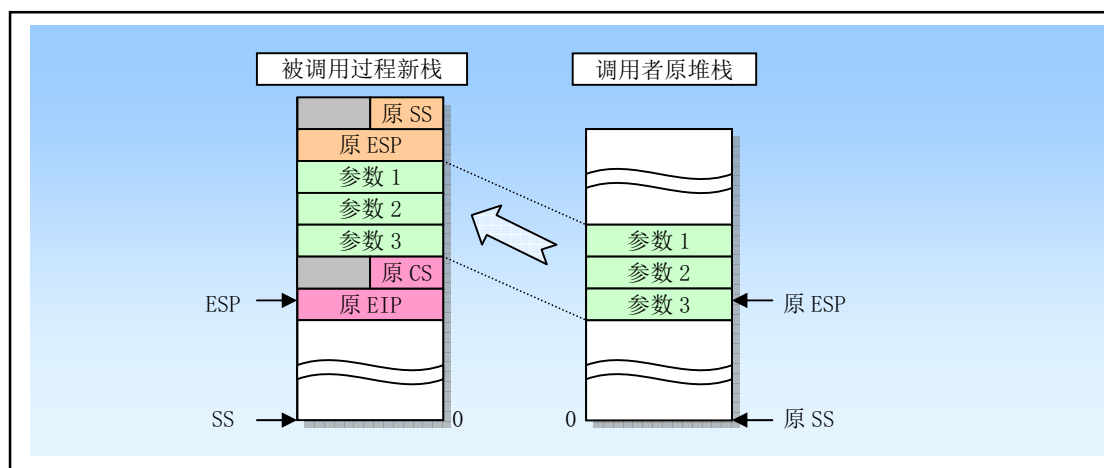 被调用过程新栈
调用者原堆栈
原 SS
原 ESP
参数 1
参数 2
参数 3
原 CS
原 EIP
ESP
SS
0
参数 1
参数 2
参数 3
原 ESP
0
原 SS